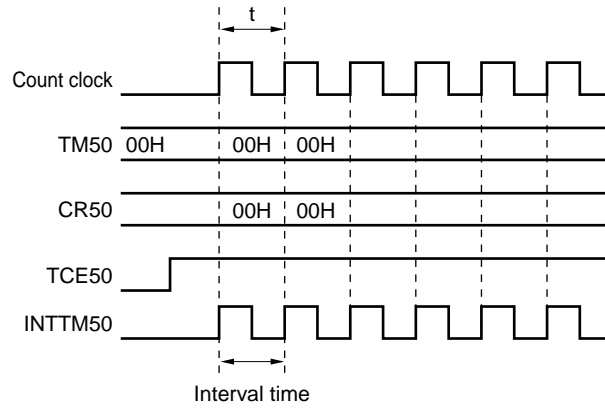 t
Count clock
TM50 00H 00H 00H
CR50 00H 00H
TCE50
INTTM50
Interval time